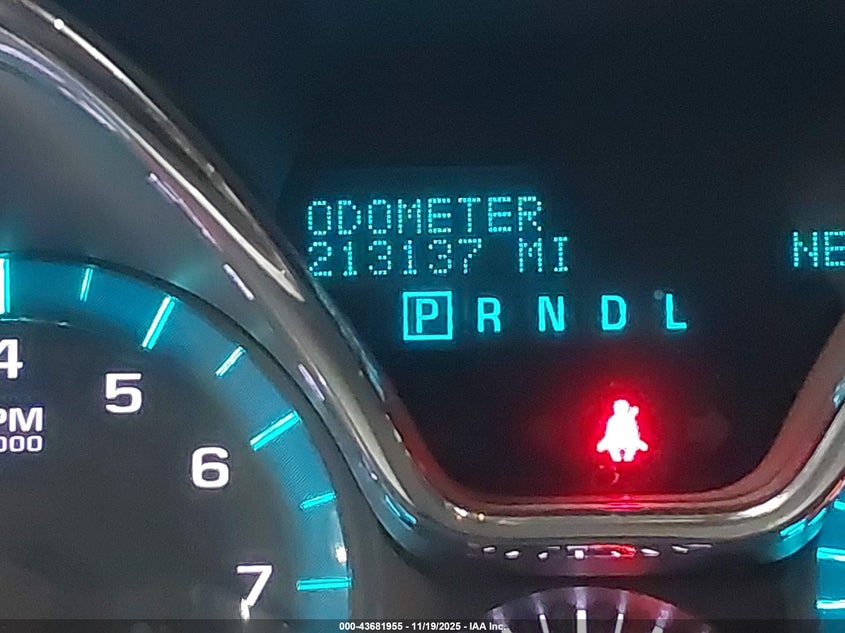 ODOMETER
213137 MI
NE
P R N D L
4
5
6
7
PM
000
000-43681955 - 11/19/2025 - IAA Inc.